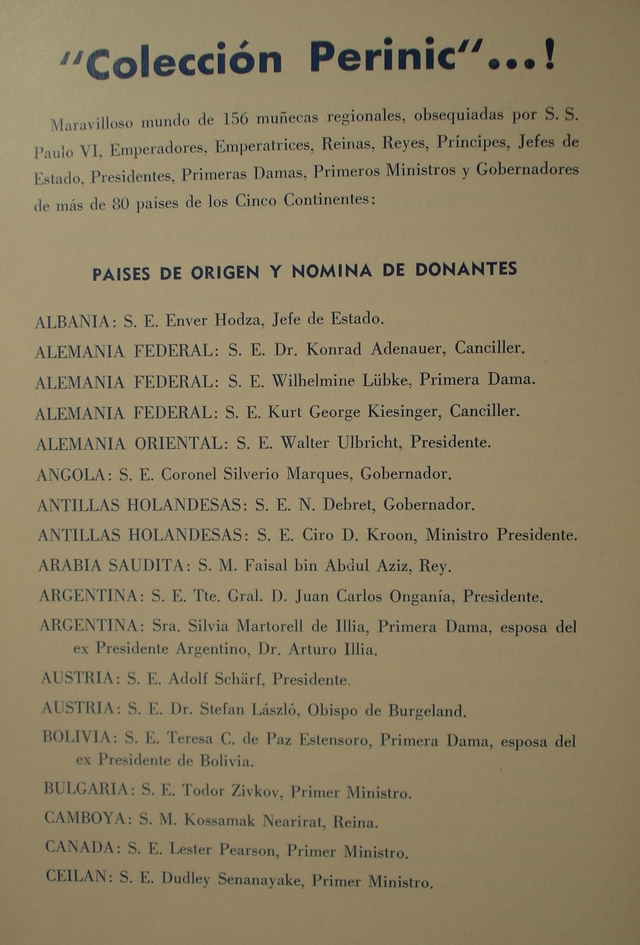 "Colección Perinic"...!
Maravilloso mundo de 156 muñecas regionales, obsequiadas por S. S.
Paulo VI, Emperadores, Emperatrices, Reinas, Reyes, Príncipes, Jefes de
Estado, Presidentes, Primeras Damas, Primeros Ministros y Gobernadores
de más de 80 países de los Cinco Continentes:
PAISES DE ORIGEN Y NOMINA DE DONANTES
ALBANIA: S. E. Enver Hodza, Jefe de Estado.
ALEMANIA FEDERAL: S. E. Dr. Konrad Adenauer, Canciller.
ALEMANIA FEDERAL: S. E. Wilhelmine Lübke, Primera Dama.
ALEMANIA FEDERAL: S. E. Kurt George Kiesinger, Canciller.
ALEMANIA ORIENTAL: S. E. Walter Ulbricht, Presidente.
ANGOLA: S. E. Coronel Silverio Marques, Gobernador.
ANTILLAS HOLANDESAS: S. E. N. Debret, Gobernador.
ANTILLAS HOLANDESAS: S. E. Ciro D. Kroon, Ministro Presidente.
ARABIA SAUDITA: S. M. Faisal bin Abdul Aziz, Rey.
ARGENTINA: S. E. Tte. Gral. D. Juan Carlos Onganía, Presidente.
ARGENTINA: Sra. Silvia Martorell de Illia, Primera Dama, esposa del
ex Presidente Argentino, Dr. Arturo Illia.
AUSTRIA: S. E. Adolf Schärf, Presidente.
AUSTRIA: S. E. Dr. Stefan László, Obispo de Burgeland.
BOLIVIA: S. E. Teresa C. de Paz Estensoro, Primera Dama, esposa del
ex Presidente de Bolivia.
BULGARIA: S. E. Todor Zivkov, Primer Ministro.
CAMBOYA: S. M. Kossamak Nearirat, Reina.
CANADA: S. E. Lester Pearson, Primer Ministro.
CEILAN: S. E. Dudley Senanayake, Primer Ministro.